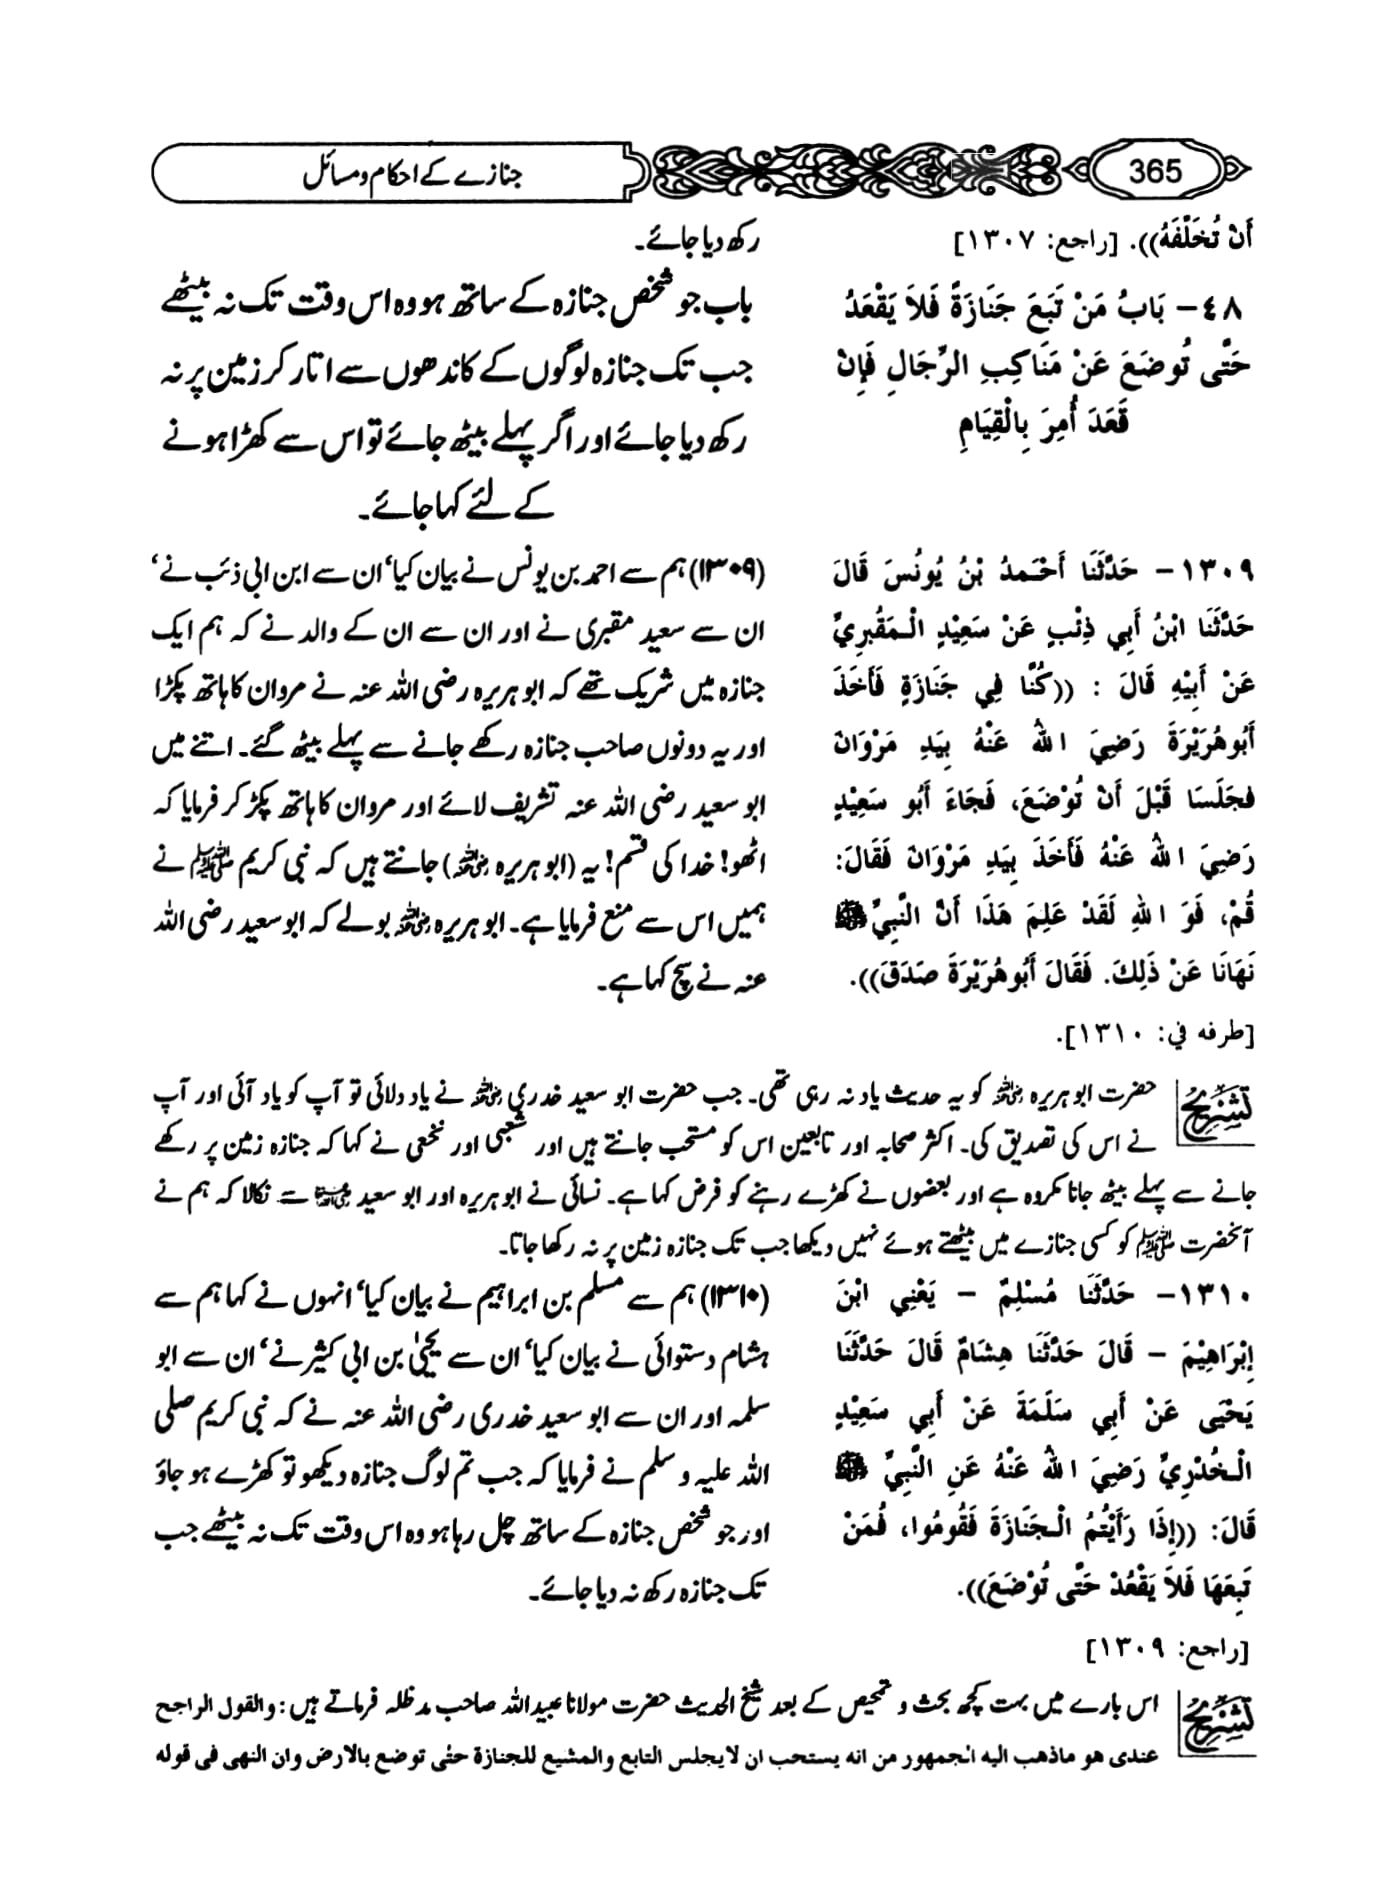 365
جنازے کے احکام و مسائل
أَنْ تُخَلِّفَهُ)). [راجع: ١٣٠٧]
٤٨- بَابُ مَنْ تَبَعَ جَنَازَةً فَلاَ يَقْعَدُ
حَتَّى تُوضَعَ عَنْ مَنَاكِبِ الرِّجَالِ فَإِنْ
قَعَدَ أُمِرَ بِالْقِيَامِ
١٣٠٩- حَدَّثَنَا أَحْمَدُ بْنُ يُونُسَ قَالَ
حَدَّثَنَا ابْنُ أَبِي ذِئْبٍ عَنْ سَعِيْدٍ الْمَقْبُرِيِّ
عَنْ أَبِيْهِ قَالَ : ((كُنَّا فِي جَنَازَةٍ فَأَخَذَ
أَبُوهُرَيْرَةَ رَضِيَ اللهُ عَنْهُ بِيَدِ مَرْوَانَ
فَجَلَسَا قَبْلَ أَنْ تُوْضَعَ، فَجَاءَ أَبُو سَعِيْدٍ
رَضِيَ اللهُ عَنْهُ فَأَخَذَ بِيَدِ مَرْوَانَ فَقَالَ:
قُمْ، فَوَ اللهِ لَقَدْ عَلِمَ هَذَا أَنَّ النَّبِيَّ ﷺ
نَهَانَا عَنْ ذَلِكَ. فَقَالَ أَبُوهُرَيْرَةَ صَدَقَ)).
[طرفه في: ١٣١٠].
رکھ دیا جائے۔
باب جو شخص جنازہ کے ساتھ ہو وہ اس وقت تک نہ بیٹھے
جب تک جنازہ لوگوں کے کاندھوں سے اتار کر زمین پر نہ
رکھ دیا جائے اور اگر پہلے بیٹھ جائے تو اس سے کھڑا ہونے
کے لئے کہا جائے۔
(۱۳۰۹) ہم سے احمد بن یونس نے بیان کیا‘ ان سے ابن ابی ذئب نے‘
ان سے سعید مقبری نے اور ان سے ان کے والد نے کہ ہم ایک
جنازہ میں شریک تھے کہ ابو ہریرہ رضی اللہ عنہ نے مروان کا ہاتھ پکڑا
اور یہ دونوں صاحب جنازہ رکھے جانے سے پہلے بیٹھ گئے۔ اتنے میں
ابو سعید رضی اللہ عنہ تشریف لائے اور مروان کا ہاتھ پکڑ کر فرمایا کہ
اٹھو! خدا کی قسم! یہ (ابو ہریرہ رضی اللہ عنہ) جانتے ہیں کہ نبی کریم ﷺ نے
ہمیں اس سے منع فرمایا ہے۔ ابو ہریرہ رضی اللہ عنہ بولے کہ ابو سعید رضی اللہ
عنہ نے سچ کہا ہے۔
تشریح
حضرت ابو ہریرہ رضی اللہ عنہ کو یہ حدیث یاد نہ رہی تھی۔ جب حضرت ابو سعید خدری رضی اللہ عنہ نے یاد دلائی تو آپ کو یاد آئی اور آپ
نے اس کی تصدیق کی۔ اکثر صحابہ اور تابعین اس کو مستحب جانتے ہیں اور شعبی اور نخعی نے کہا کہ جنازہ زمین پر رکھے
جانے سے پہلے بیٹھ جانا مکروہ ہے اور بعضوں نے کھڑے رہنے کو فرض کہا ہے۔ نسائی نے ابو ہریرہ اور ابو سعید رضی اللہ عنہما سے نکالا کہ ہم نے
آنحضرت ﷺ کو کسی جنازے میں بیٹھتے ہوئے نہیں دیکھا جب تک جنازہ زمین پر نہ رکھا جاتا۔
١٣١٠- حَدَّثَنَا مُسْلِمٌ - يَعْنِي ابْنَ
إِبْرَاهِيْمَ - قَالَ حَدَّثَنَا هِشَامٌ قَالَ حَدَّثَنَا
يَحْيَى عَنْ أَبِي سَلَمَةَ عَنْ أَبِي سَعِيْدٍ
الْخُدْرِيِّ رَضِيَ اللهُ عَنْهُ عَنِ النَّبِيِّ ﷺ
قَالَ: ((إِذَا رَأَيْتُمُ الْجَنَازَةَ فَقُومُوا، فَمَنْ
تَبِعَهَا فَلاَ يَقْعُدْ حَتَّى تُوْضَعَ)).
[راجع: ١٣٠٩]
(۱۳۱۰) ہم سے مسلم بن ابراہیم نے بیان کیا‘ انہوں نے کہا ہم سے
ہشام دستوائی نے بیان کیا‘ ان سے یحیٰی بن ابی کثیر نے‘ ان سے ابو
سلمہ اور ان سے ابو سعید خدری رضی اللہ عنہ نے کہ نبی کریم صلی
اللہ علیہ و سلم نے فرمایا کہ جب تم لوگ جنازہ دیکھو تو کھڑے ہو جاؤ
اور جو شخص جنازہ کے ساتھ چل رہا ہو وہ اس وقت تک نہ بیٹھے جب
تک جنازہ رکھ نہ دیا جائے۔
تشریح
اس بارے میں بہت کچھ بحث و تمحیص کے بعد شیخ الحدیث حضرت مولانا عبیداللہ صاحب مدظلہ فرماتے ہیں: والقول الراجح
عندی هو ماذهب الیه الجمهور من انه یستحب ان لایجلس التابع والمشیع للجنازة حتٰی توضع بالارض وان النهی فی قوله